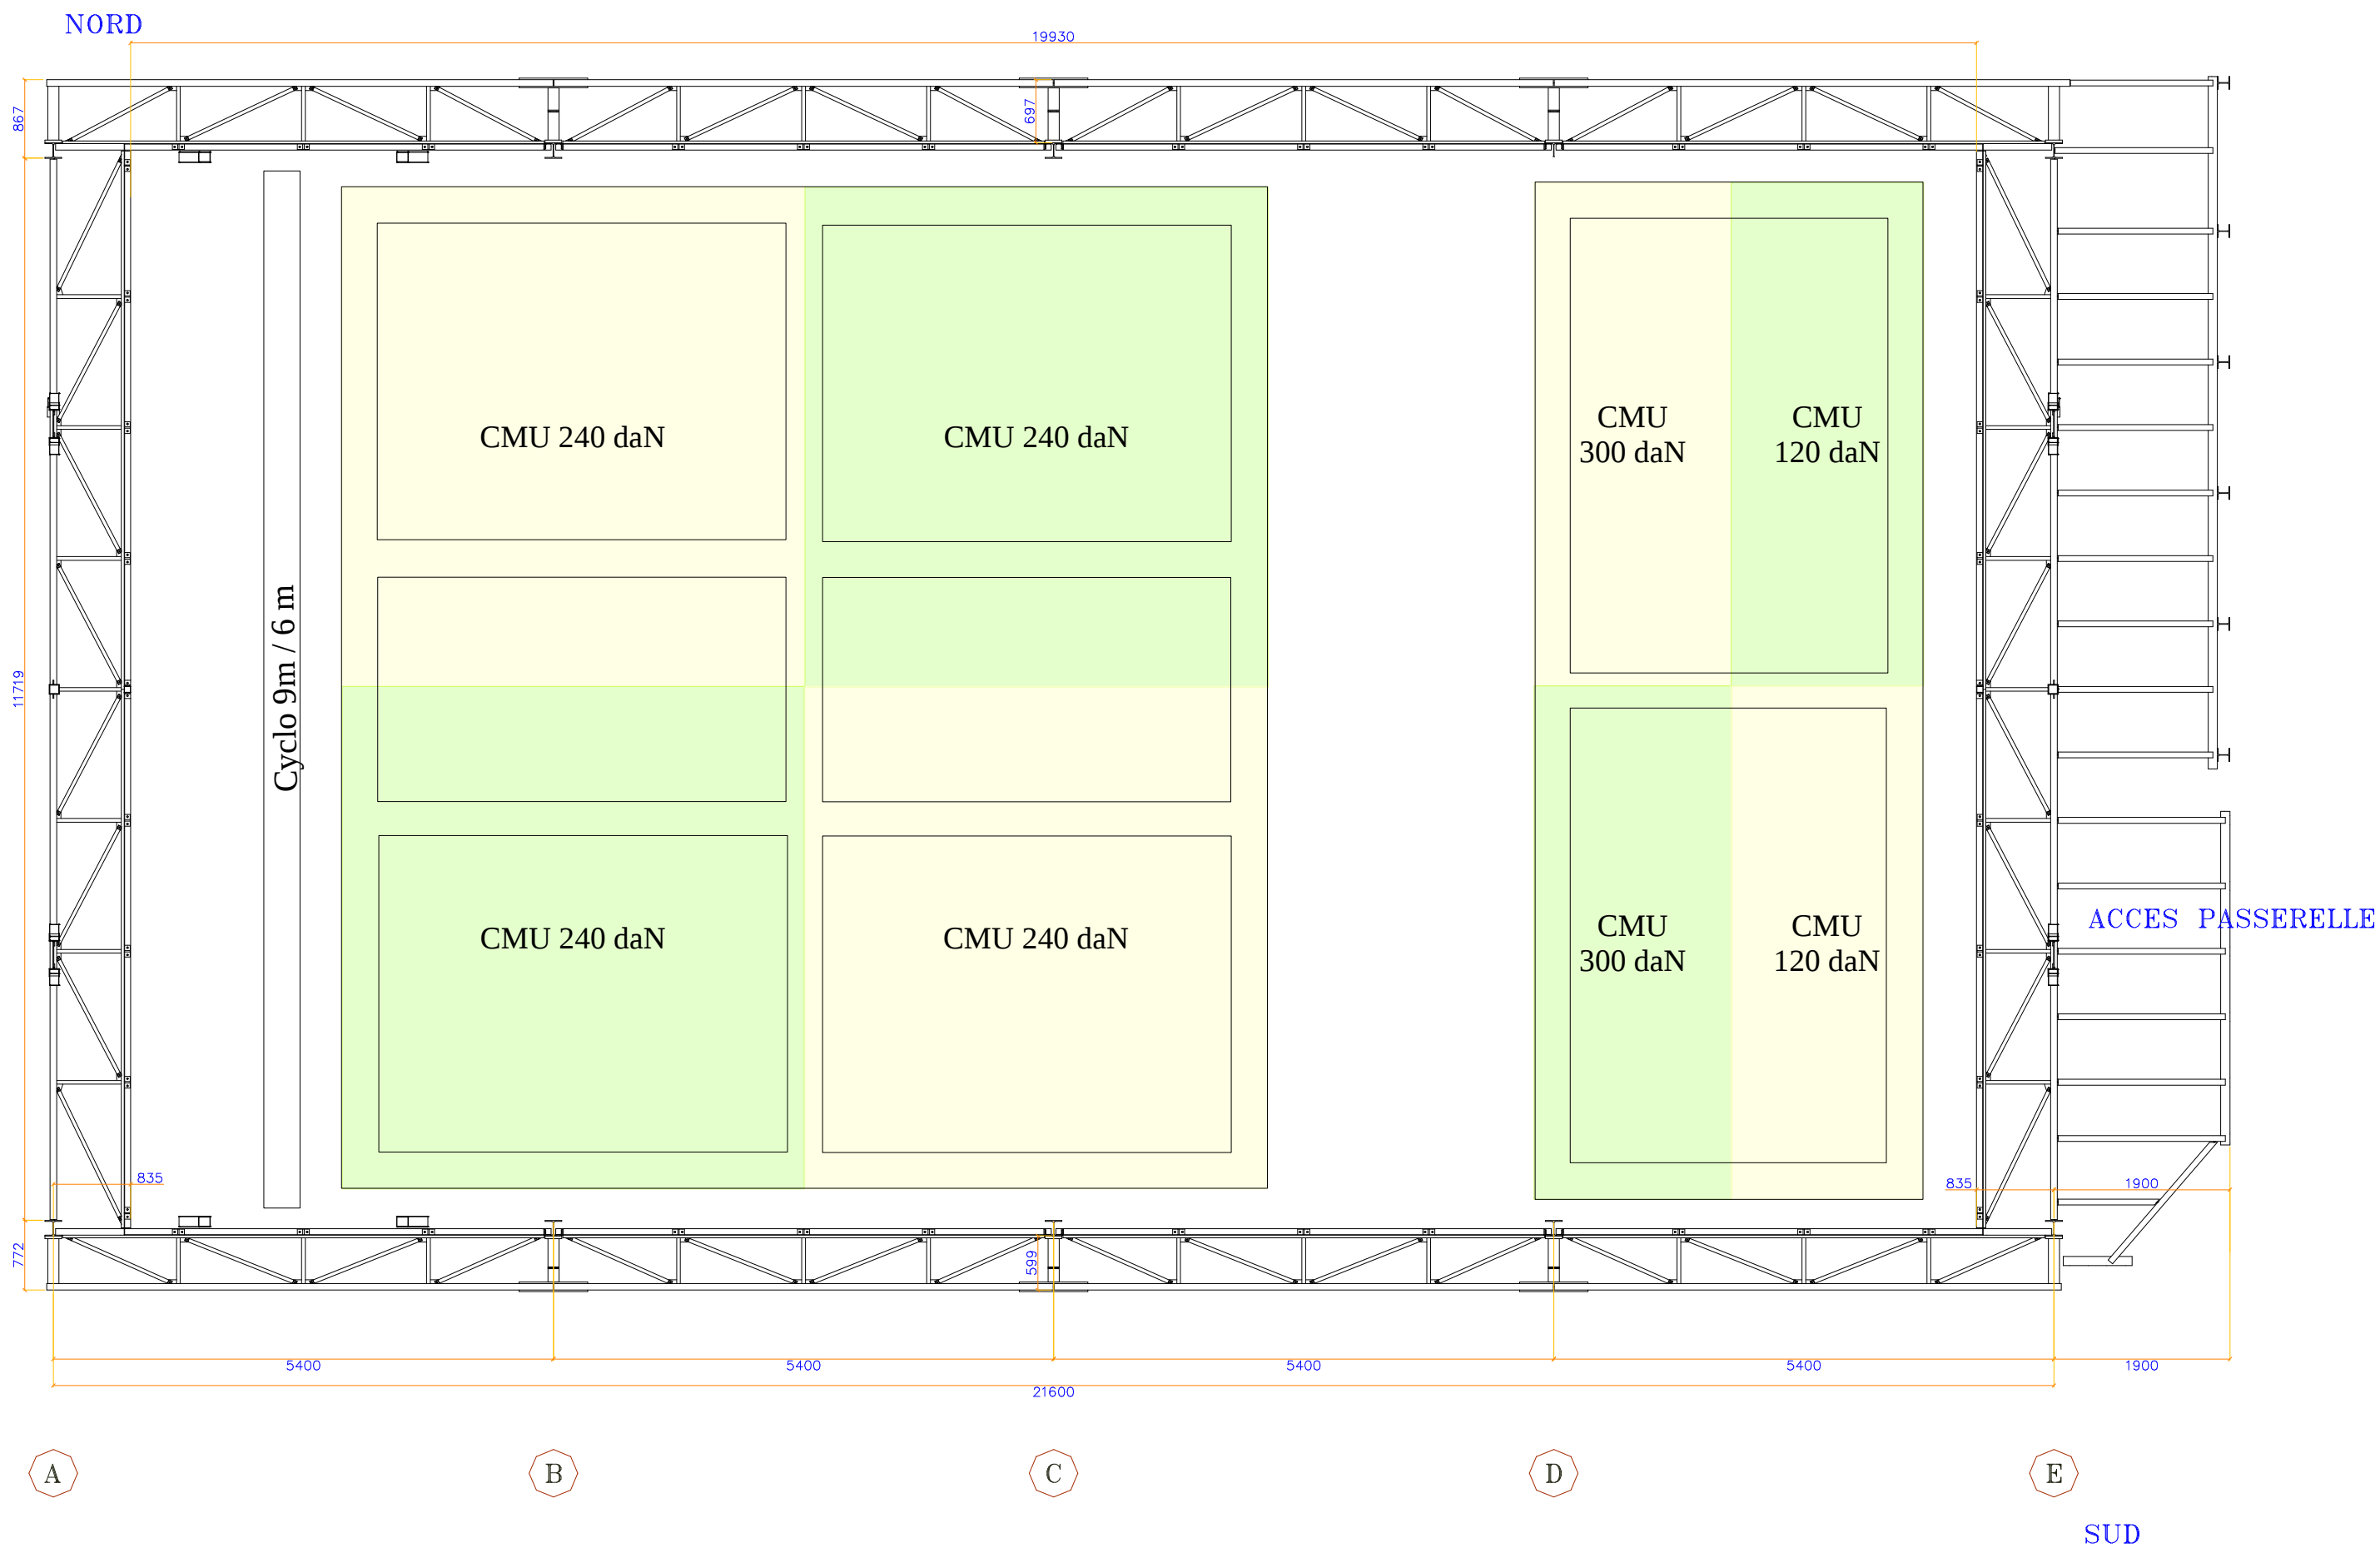 NORD
19930
867
697
CMU 240 daN
CMU 240 daN
CMU
300 daN
CMU
120 daN
Cyclo 9m / 6 m
11719
CMU 240 daN
CMU 240 daN
CMU
300 daN
CMU
120 daN
ACCES PASSERELLE
835
835
1900
772
599
5400
5400
5400
5400
1900
21600
A
B
C
D
E
SUD